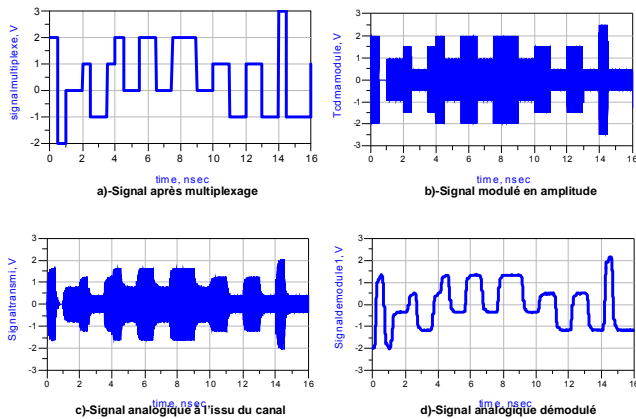 3
2
1
0
-1
-2
signalmultiplexe, V
0 2 4 6 8 10 12 14 16
time, nsec
a)-Signal après multiplexage
3
2
1
0
-1
-2
-3
Tcdmamodule, V
0 2 4 6 8 10 12 14 16
time, nsec
b)-Signal modulé en amplitude
3
2
1
0
-1
-2
-3
Signaltransmi, V
0 2 4 6 8 10 12 14 16
time, nsec
c)-Signal analogique à l'issu du canal
3
2
1
0
-1
-2
-3
Signaldemodule1, V
0 2 4 6 8 10 12 14 16
time, nsec
d)-Signal analogique démodulé